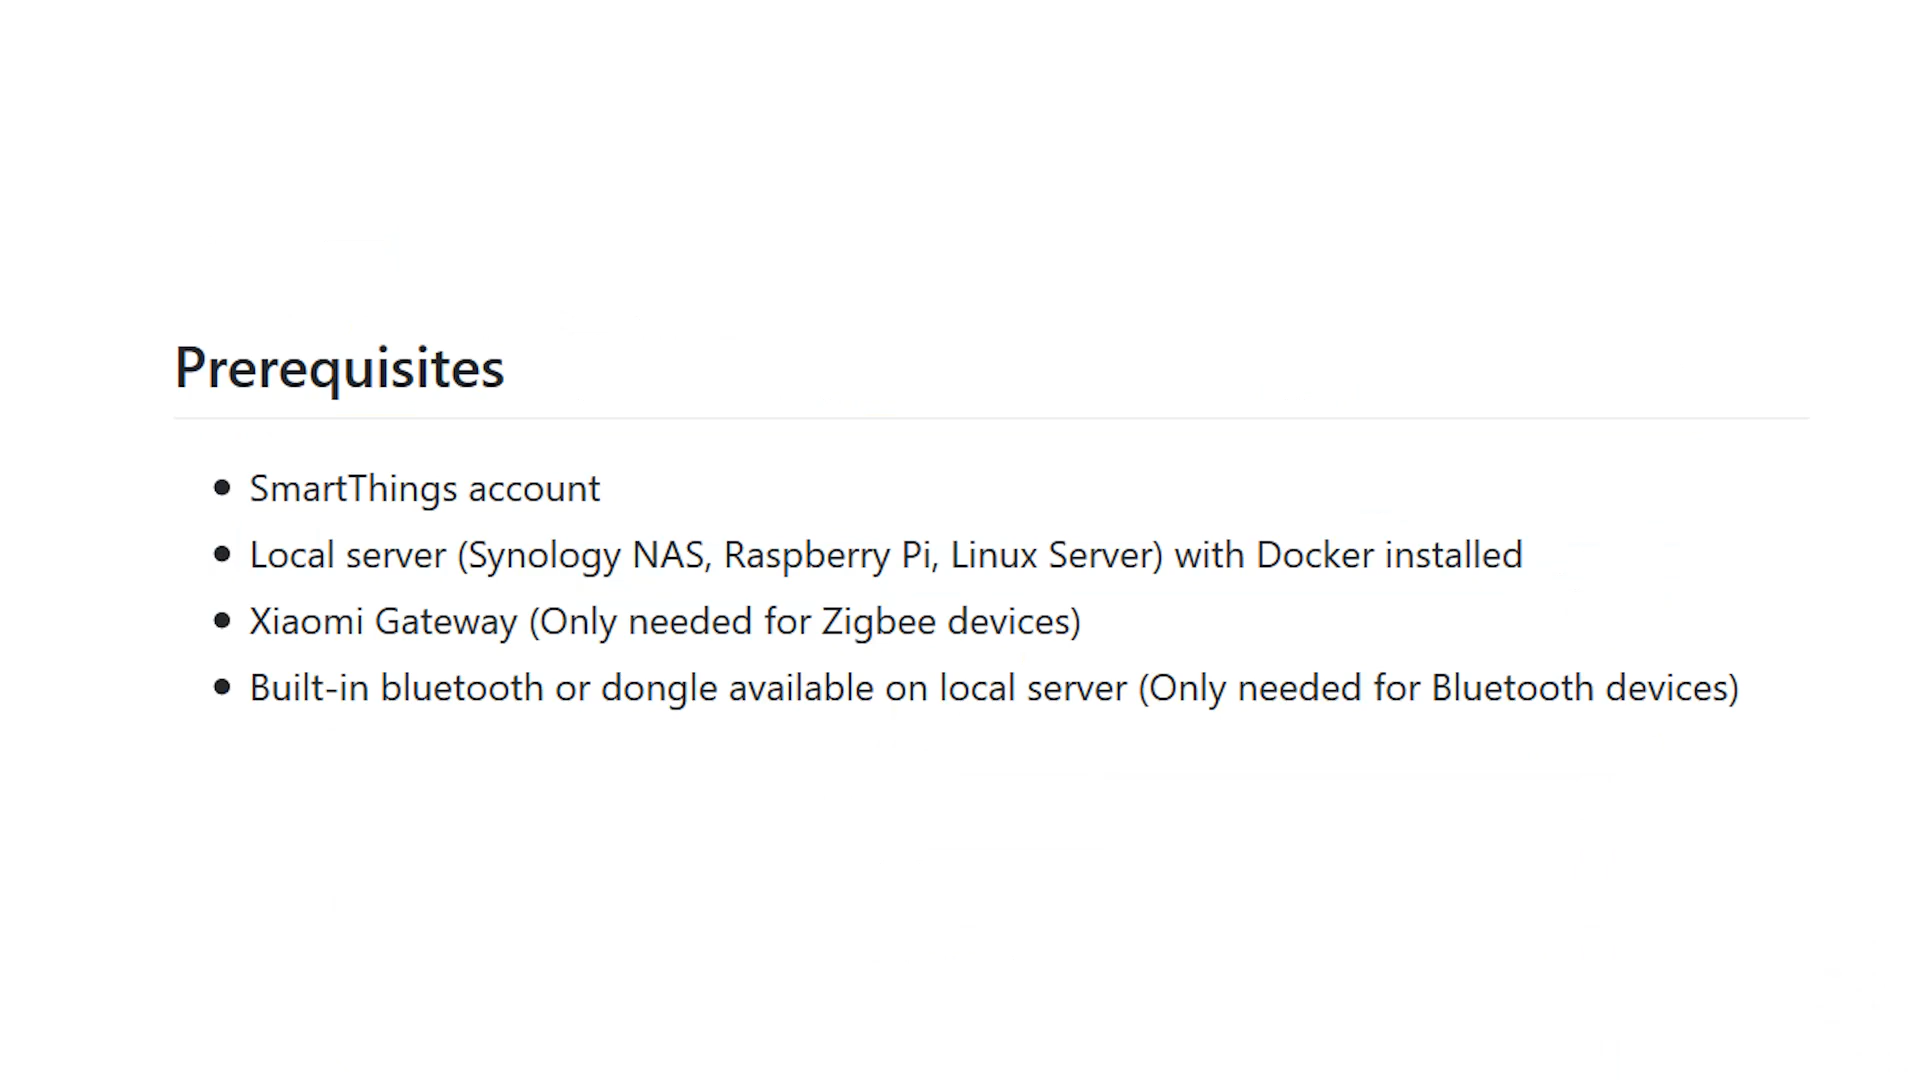 Prerequisites
SmartThings account
Local server (Synology NAS, Raspberry Pi, Linux Server) with Docker installed
Xiaomi Gateway (Only needed for Zigbee devices)
Built-in bluetooth or dongle available on local server (Only needed for Bluetooth devices)